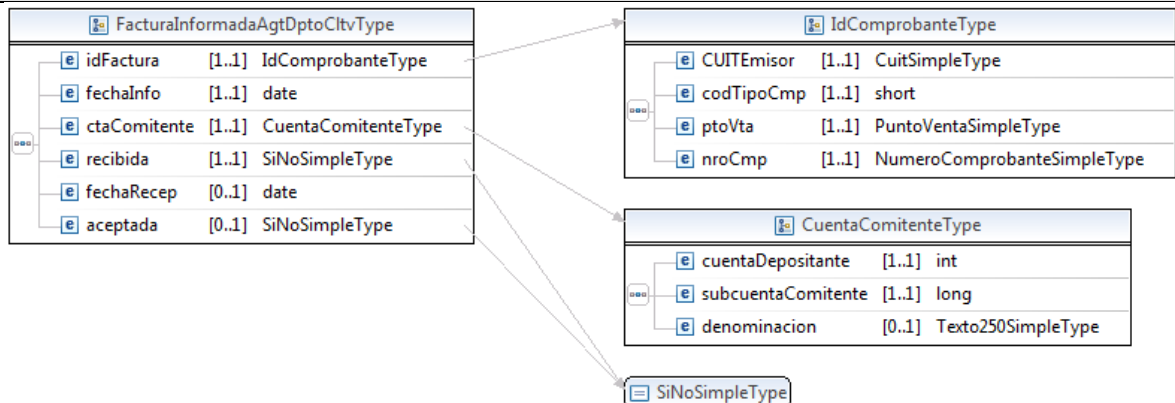 FacturaInformadaAgtDptoCltvType
idFactura [1..1] IdComprobanteType
fechaInfo [1..1] date
ctaComitente [1..1] CuentaComitenteType
recibida [1..1] SiNoSimpleType
fechaRecep [0..1] date
aceptada [0..1] SiNoSimpleType
IdComprobanteType
CUITEmisor [1..1] CuitSimpleType
codTipoCmp [1..1] short
ptoVta [1..1] PuntoVentaSimpleType
nroCmp [1..1] NumeroComprobanteSimpleType
CuentaComitenteType
cuentaDepositante [1..1] int
subcuentaComitente [1..1] long
denominacion [0..1] Texto250SimpleType
SiNoSimpleType